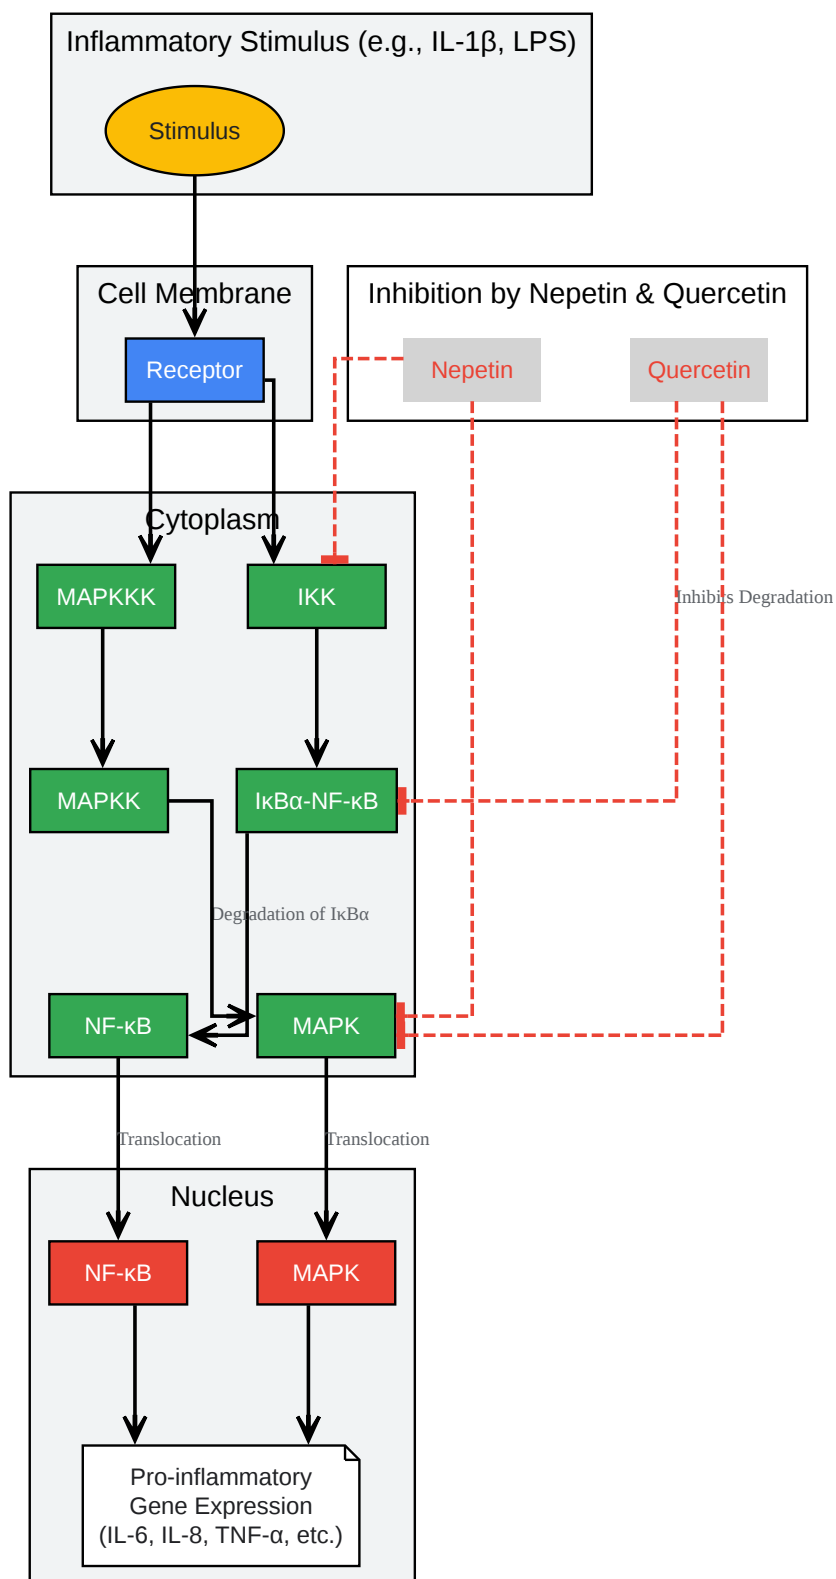 Inflammatory Stimulus (e.g., IL-1β, LPS)
Stimulus
Cell Membrane
Inhibition by Nepetin & Quercetin
Receptor
Nepetin
Quercetin
Cytoplasm
MAPKKK
IKK
Inhibits Degradation
MAPKK
IκBα-NF-κB
Degradation of IκBα
NF-κB
MAPK
Translocation
Translocation
Nucleus
NF-κB
MAPK
Pro-inflammatory
Gene Expression
(IL-6, IL-8, TNF-α, etc.)